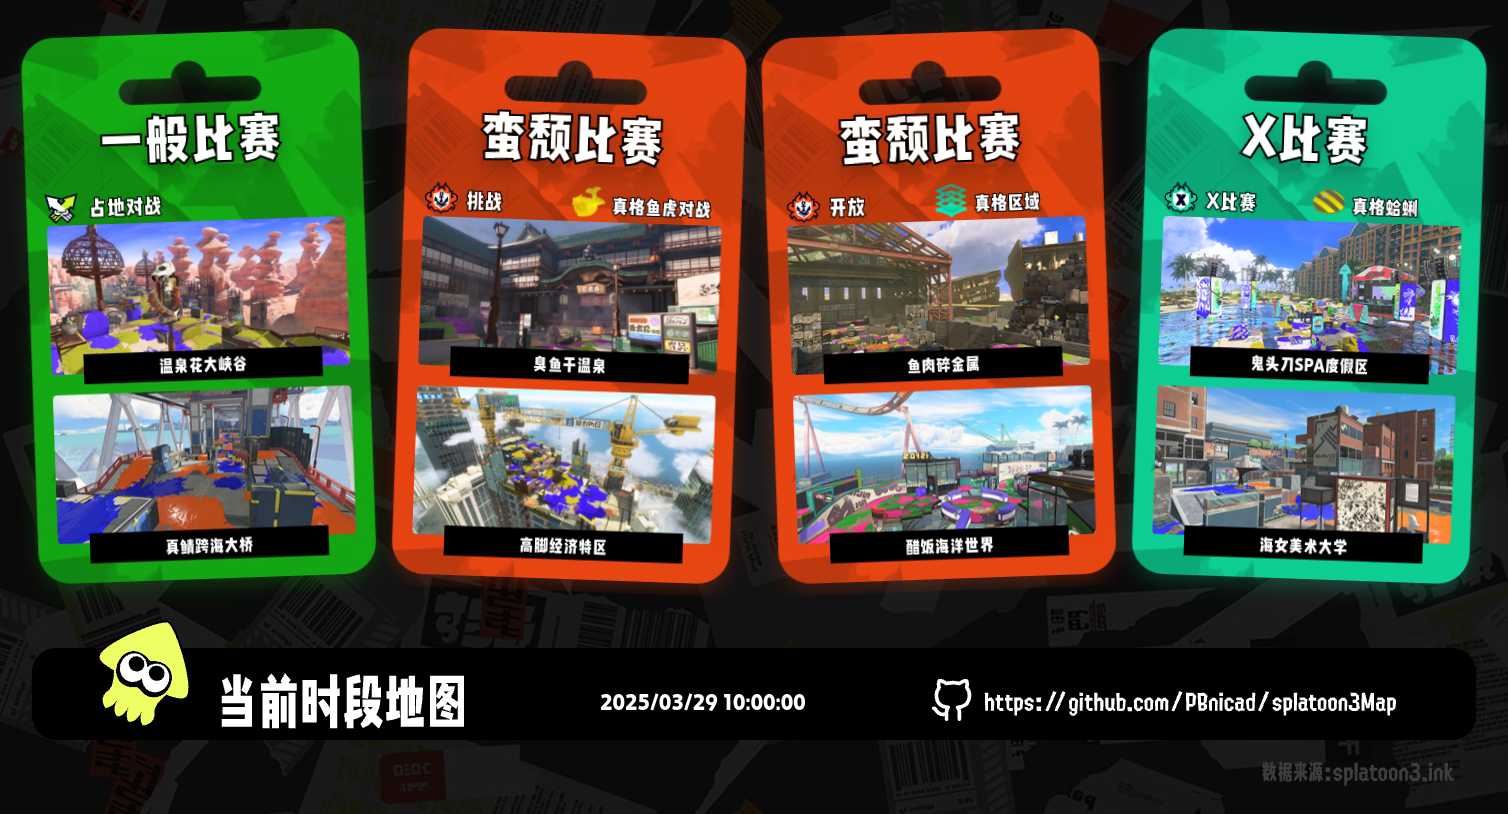 一般比赛
占地对战
温泉花大峡谷
真鲭跨海大桥
蛮颓比赛
挑战
真格鱼虎对战
臭鱼干温泉
高脚经济特区
蛮颓比赛
开放
真格区域
鱼肉碎金属
醋饭海洋世界
X比赛
X比赛
真格蛤蜊
鬼头刀SPA度假区
海女美术大学
当前时段地图
2025/03/29 10:00:00
https://github.com/PBnicad/splatoon3Map
数据来源:splatoon3.ink